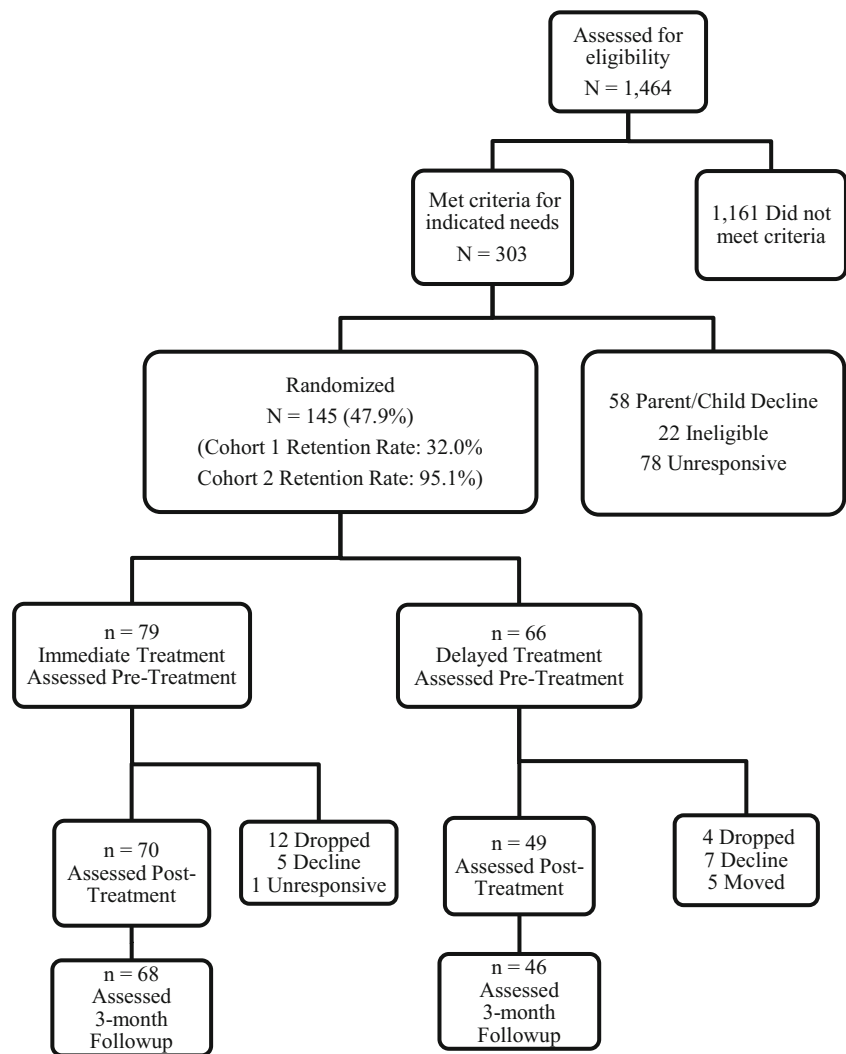 Assessed for
eligibility
N = 1,464
Met criteria for
indicated needs
N = 303
1,161 Did not
meet criteria
Randomized
N = 145 (47.9%)
(Cohort 1 Retention Rate: 32.0%
Cohort 2 Retention Rate: 95.1%)
58 Parent/Child Decline
22 Ineligible
78 Unresponsive
n = 79
Immediate Treatment
Assessed Pre-Treatment
n = 66
Delayed Treatment
Assessed Pre-Treatment
n = 70
Assessed Post-
Treatment
12 Dropped
5 Decline
1 Unresponsive
n = 49
Assessed Post-
Treatment
4 Dropped
7 Decline
5 Moved
n = 68
Assessed
3-month
Followup
n = 46
Assessed
3-month
Followup